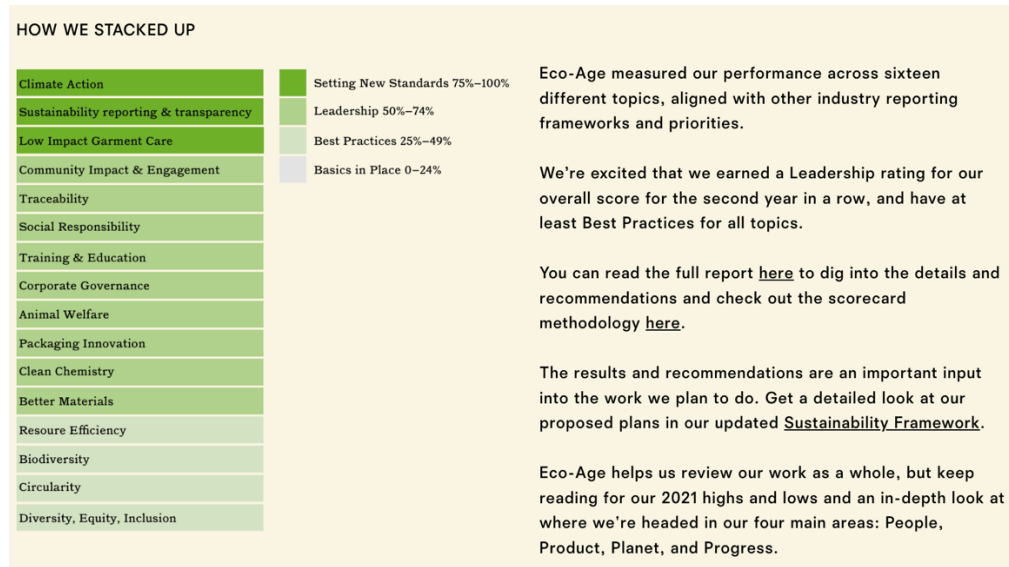 HOW WE STACKED UP
Climate Action
Sustainability reporting & transparency
Low Impact Garment Care
Community Impact & Engagement
Traceability
Social Responsibility
Training & Education
Corporate Governance
Animal Welfare
Packaging Innovation
Clean Chemistry
Better Materials
Resoure Efficiency
Biodiversity
Circularity
Diversity, Equity, Inclusion
Setting New Standards 75%–100%
Leadership 50%–74%
Best Practices 25%–49%
Basics in Place 0–24%
Eco-Age measured our performance across sixteen
different topics, aligned with other industry reporting
frameworks and priorities.
We’re excited that we earned a Leadership rating for our
overall score for the second year in a row, and have at
least Best Practices for all topics.
You can read the full report here to dig into the details and
recommendations and check out the scorecard
methodology here.
The results and recommendations are an important input
into the work we plan to do. Get a detailed look at our
proposed plans in our updated Sustainability Framework.
Eco-Age helps us review our work as a whole, but keep
reading for our 2021 highs and lows and an in-depth look at
where we’re headed in our four main areas: People,
Product, Planet, and Progress.